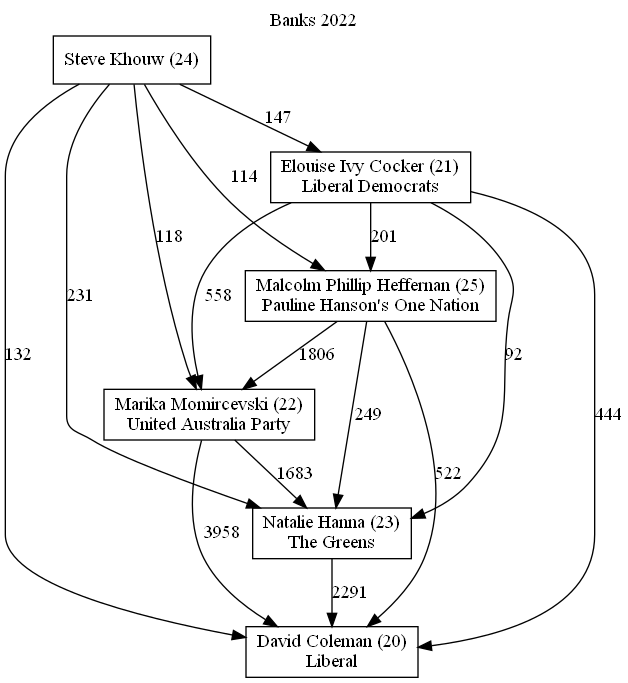 Banks 2022
Steve Khouw (24)
147
Elouise Ivy Cocker (21)
Liberal Democrats
114
118
201
Malcolm Phillip Heffernan (25)
Pauline Hanson's One Nation
231
558
132
1806
92
Marika Momircevski (22)
United Australia Party
249
444
1683
522
Natalie Hanna (23)
The Greens
3958
2291
David Coleman (20)
Liberal